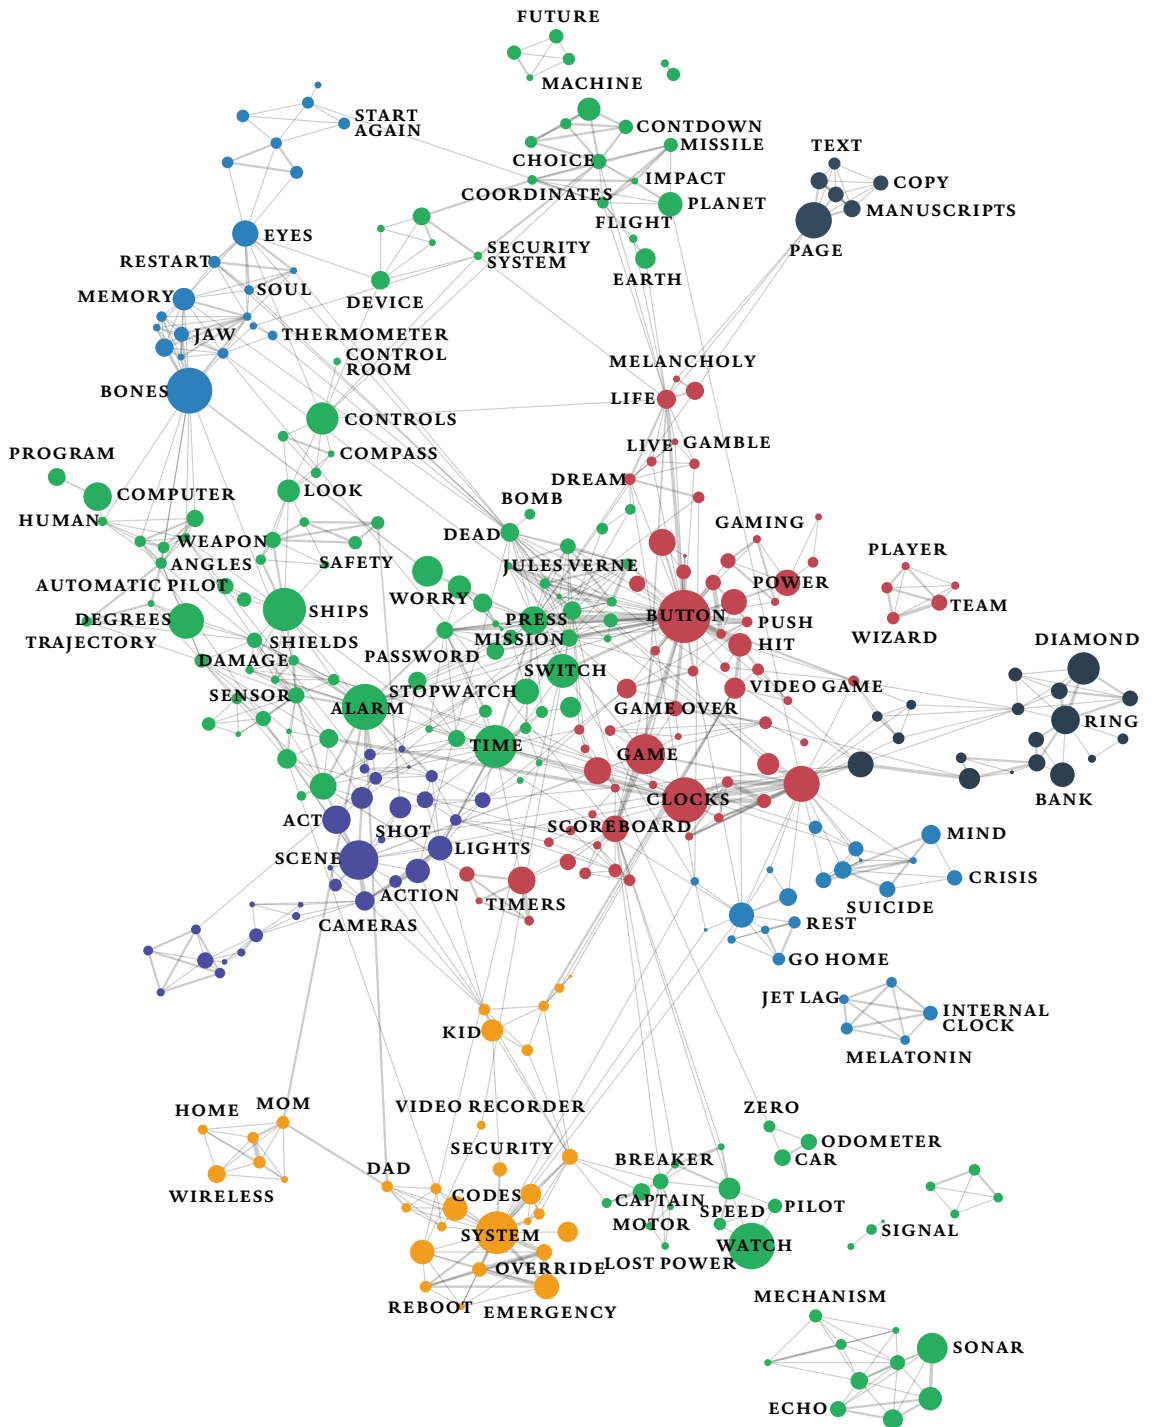 FUTURE
MACHINE
START
AGAIN
CONTDOWN
MISSILE
TEXT
CHOICE
IMPACT
COPY
COORDINATES
PLANET
MANUSCRIPTS
FLIGHT
EYES
PAGE
SECURITY
SYSTEM
RESTART
EARTH
SOUL
MEMORY
DEVICE
JAW
THERMOMETER
CONTROL
ROOM
MELANCHOLY
BONES
LIFE
CONTROLS
LIVE
GAMBLE
PROGRAM
COMPASS
DREAM
LOOK
COMPUTER
BOMB
HUMAN
GAMING
DEAD
WEAPON
PLAYER
SAFETY
ANGLES
JULES VERNE
POWER
AUTOMATIC PILOT
WORRY
TEAM
SHIPS
BUTTON
DEGREES
PRESS
PUSH
WIZARD
MISSION
DIAMOND
TRAJECTORY
SHIELDS
HIT
PASSWORD
DAMAGE
SWITCH
VIDEO GAME
STOPWATCH
SENSOR
ALARM
GAME OVER
RING
TIME
GAME
CLOCKS
BANK
ACT
SHOT
SCOREBOARD
MIND
LIGHTS
SCENE
CRISIS
ACTION
TIMERS
SUICIDE
CAMERAS
REST
GO HOME
JET LAG
INTERNAL
CLOCK
KID
MELATONIN
HOME
MOM
VIDEO RECORDER
ZERO
SECURITY
ODOMETER
BREAKER
CAR
DAD
WIRELESS
CODES
CAPTAIN
SPEED
PILOT
MOTOR
SIGNAL
SYSTEM
WATCH
OVERRIDE
LOST POWER
MECHANISM
REBOOT
EMERGENCY
SONAR
ECHO